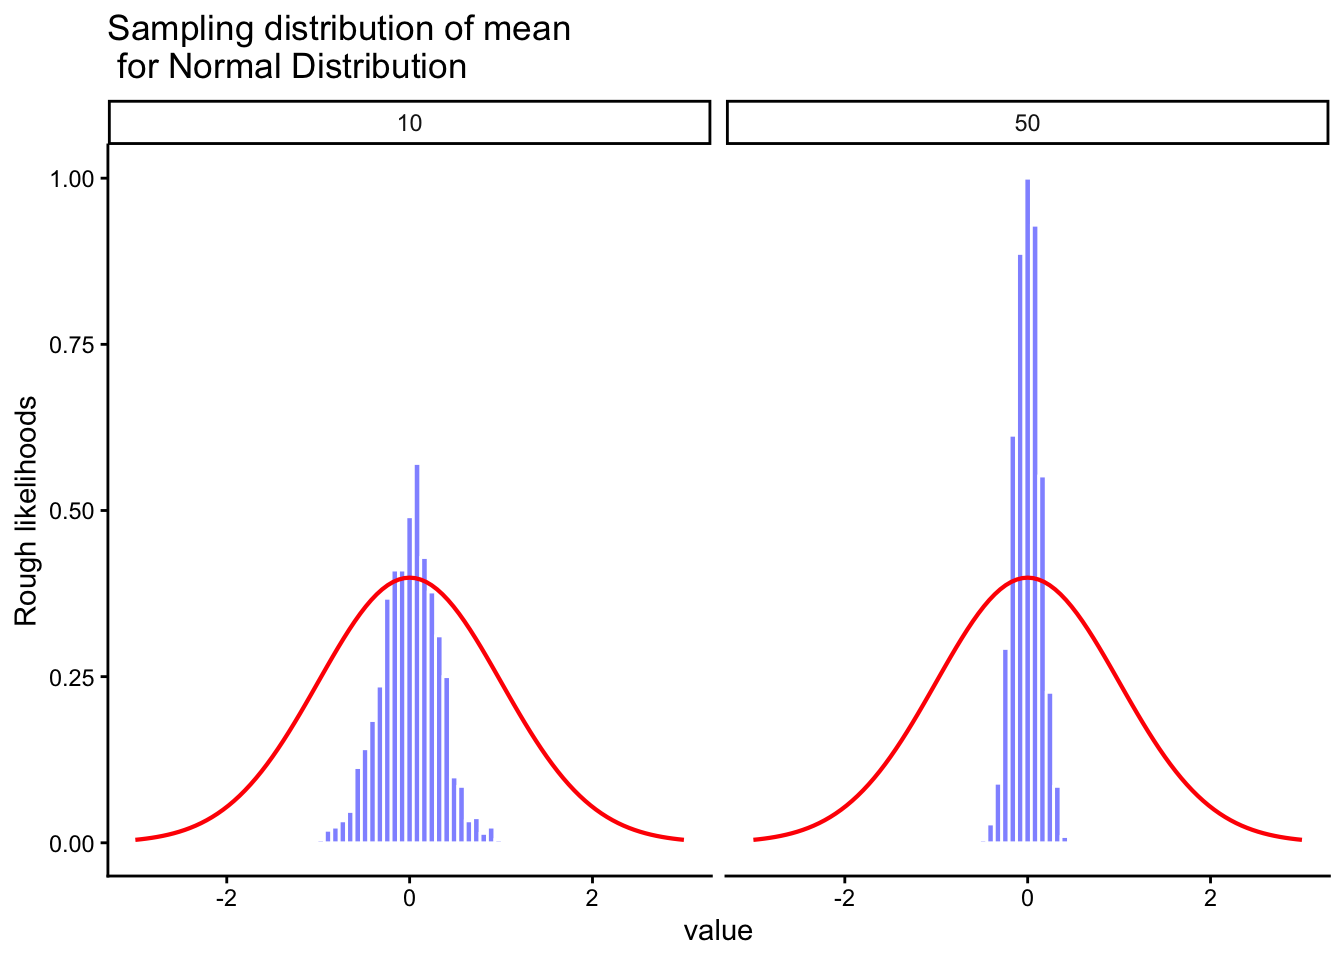 Sampling distribution of mean
for Normal Distribution
10
50
Rough likelihoods
1.00
0.75
0.50
0.25
0.00
-2 0 2
-2 0 2
value